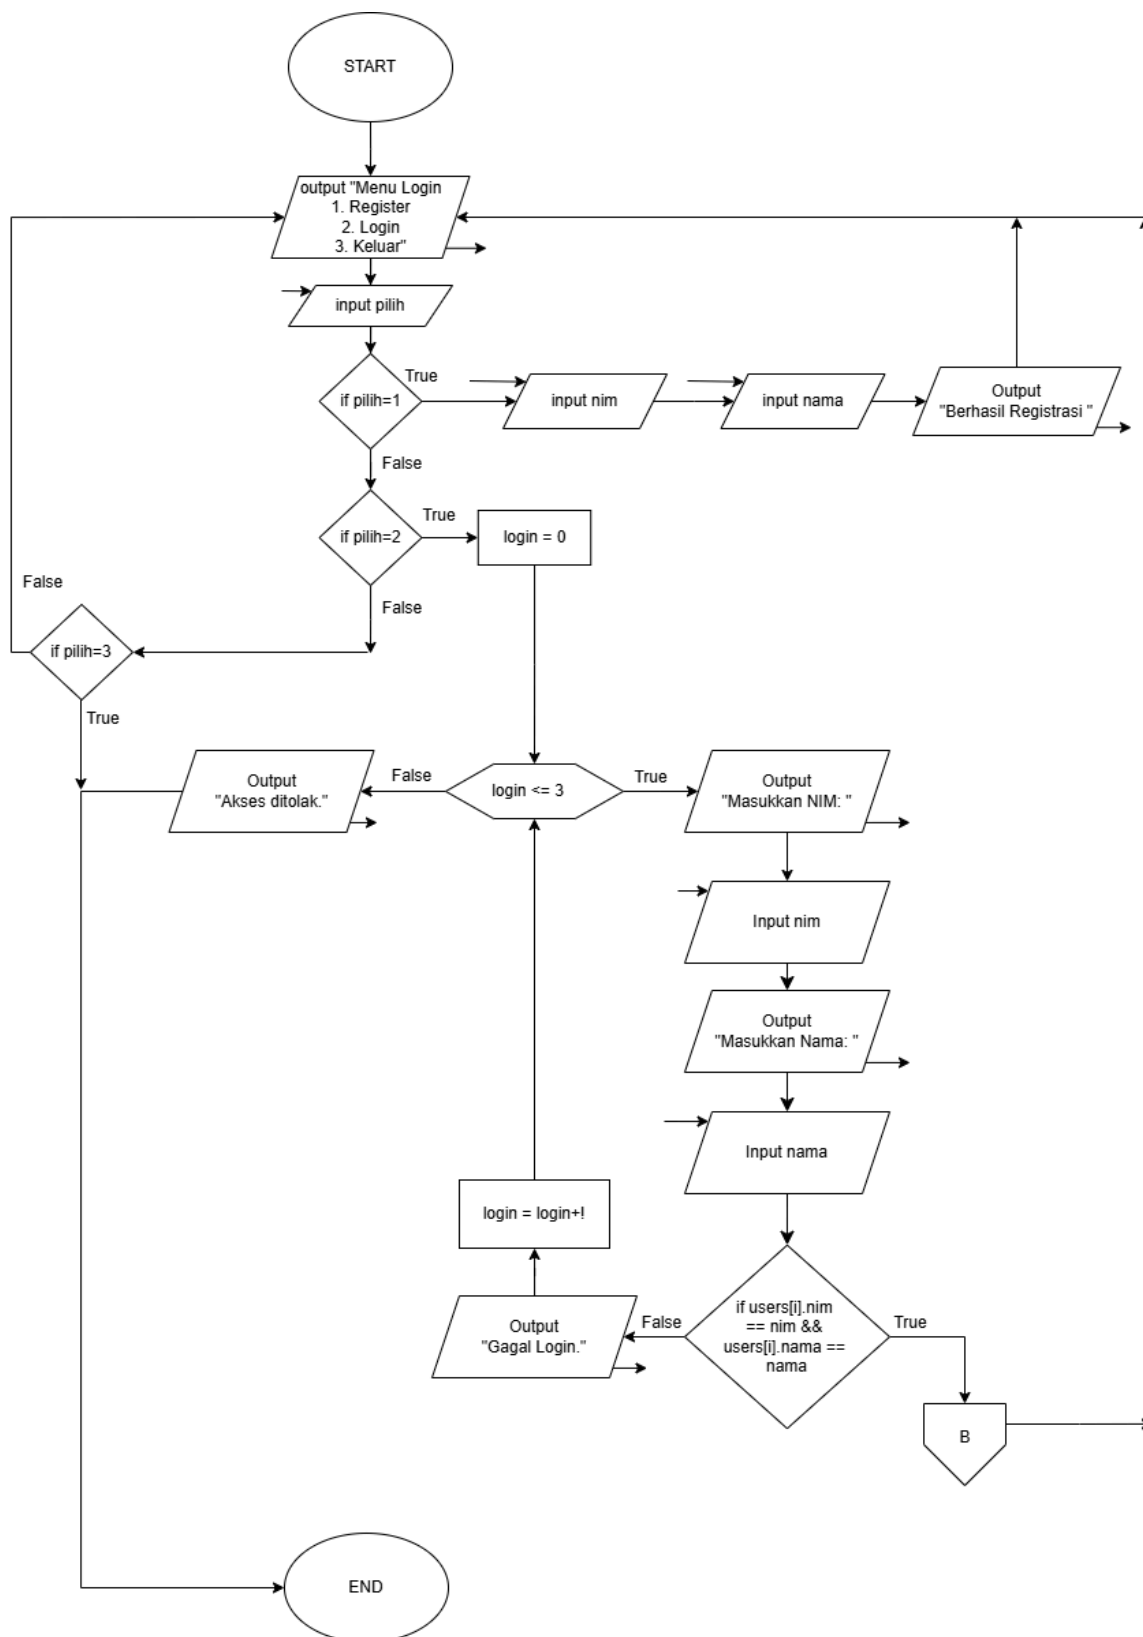 START
output "Menu Login
1. Register
2. Login
3. Keluar"
input pilih
if pilih=1
True
input nim
input nama
Output
"Berhasil Registrasi "
False
if pilih=2
True
login = 0
False
False
if pilih=3
True
Output
"Akses ditolak."
False
login <= 3
True
Output
"Masukkan NIM: "
Input nim
Output
"Masukkan Nama: "
Input nama
login = login+!
if users[i].nim
== nim &&
users[i].nama ==
nama
False
True
Output
"Gagal Login."
B
END